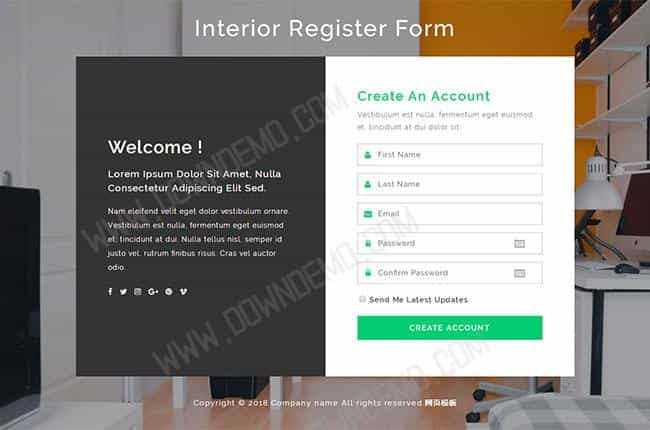 Interior Register Form
Welcome !
Lorem Ipsum Dolor Sit Amet, Nulla
Consectetur Adipiscing Elit Sed.
Nam eleifend velit eget dolor vestibulum ornare.
Vestibulum est nulla, fermentum eget euismod
et, tincidunt at dui. Nulla tellus nisl, semper id
justo vel, rutrum finibus risus. Cras vel auctor
odio.
Create An Account
Vestibulum est nulla, fermentum eget euismod
et, tincidunt at dui dolor sit.
First Name
Last Name
Email
Password
Confirm Password
Send Me Latest Updates
CREATE ACCOUNT
Copyright © 2018.Company name All rights reserved.网页模板
WWW.DOWNDEMO.COM
WWW.DOWNDEMO.COM